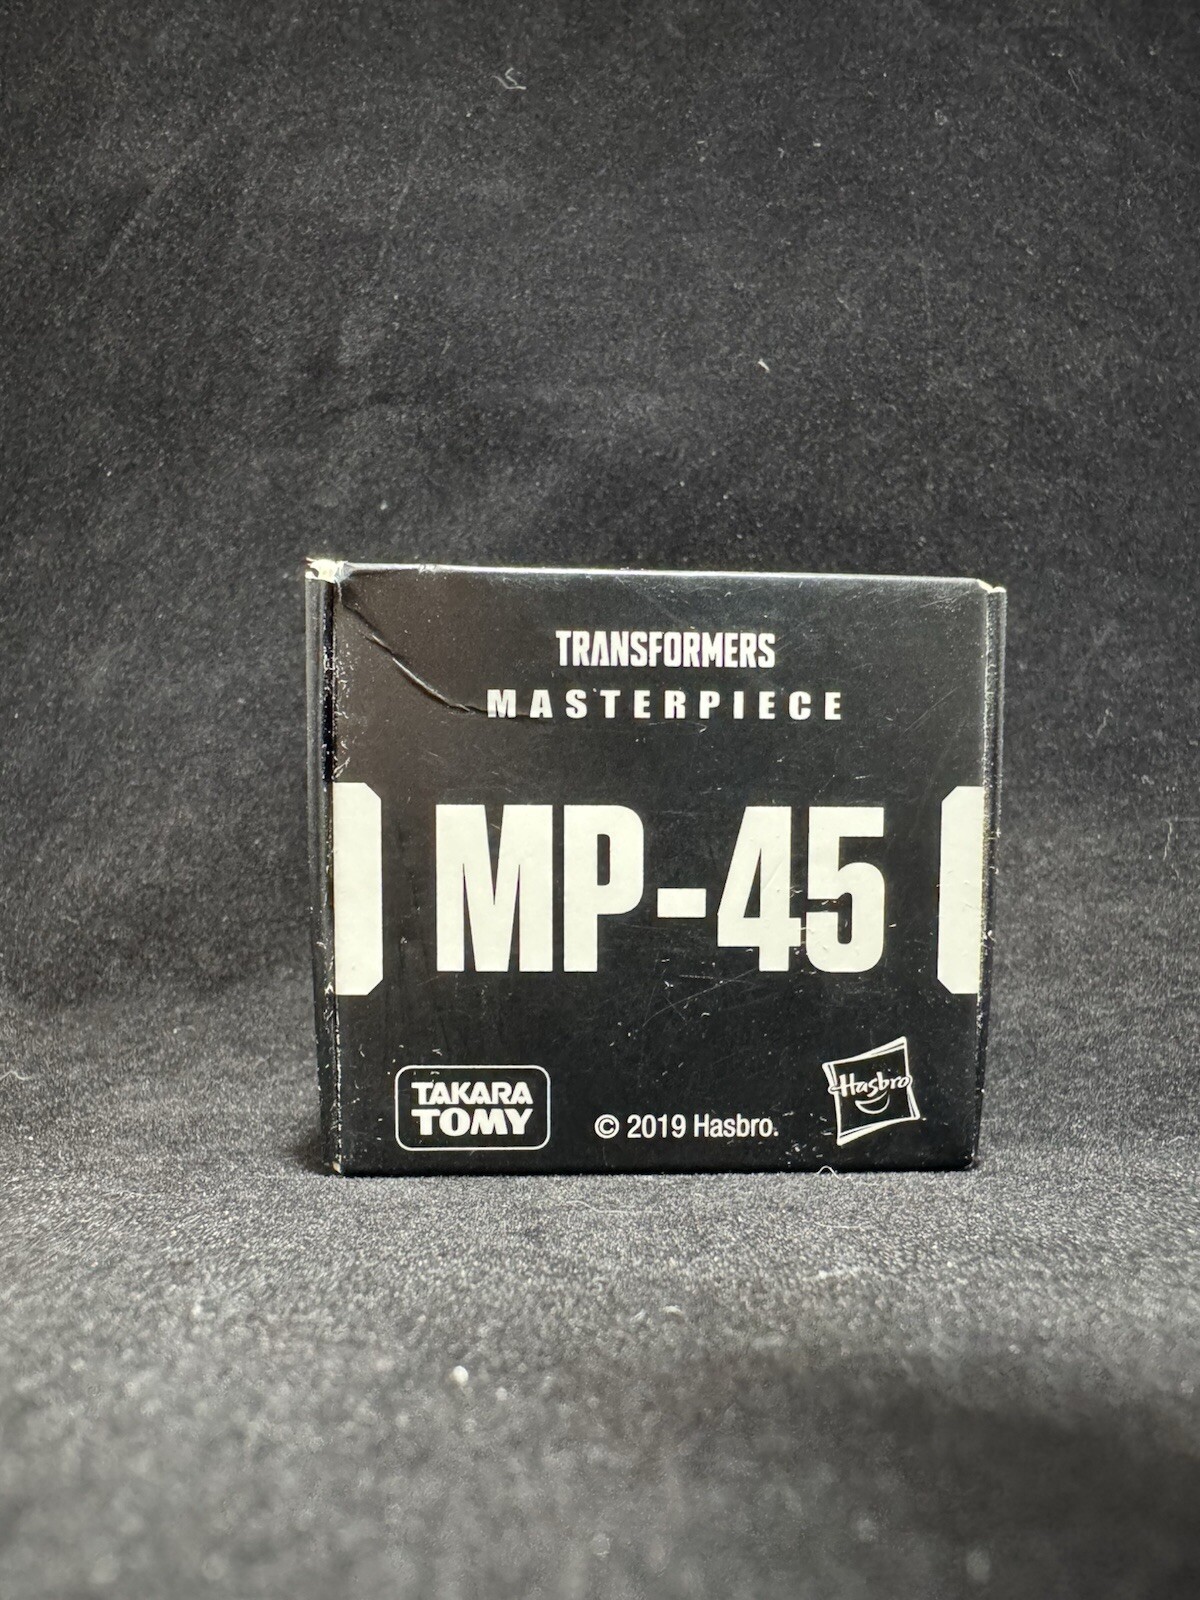 TRANSFORMERS
MASTERPIECE
MP-45
TAKARA
TOMY
© 2019 Hasbro.
Hasbro